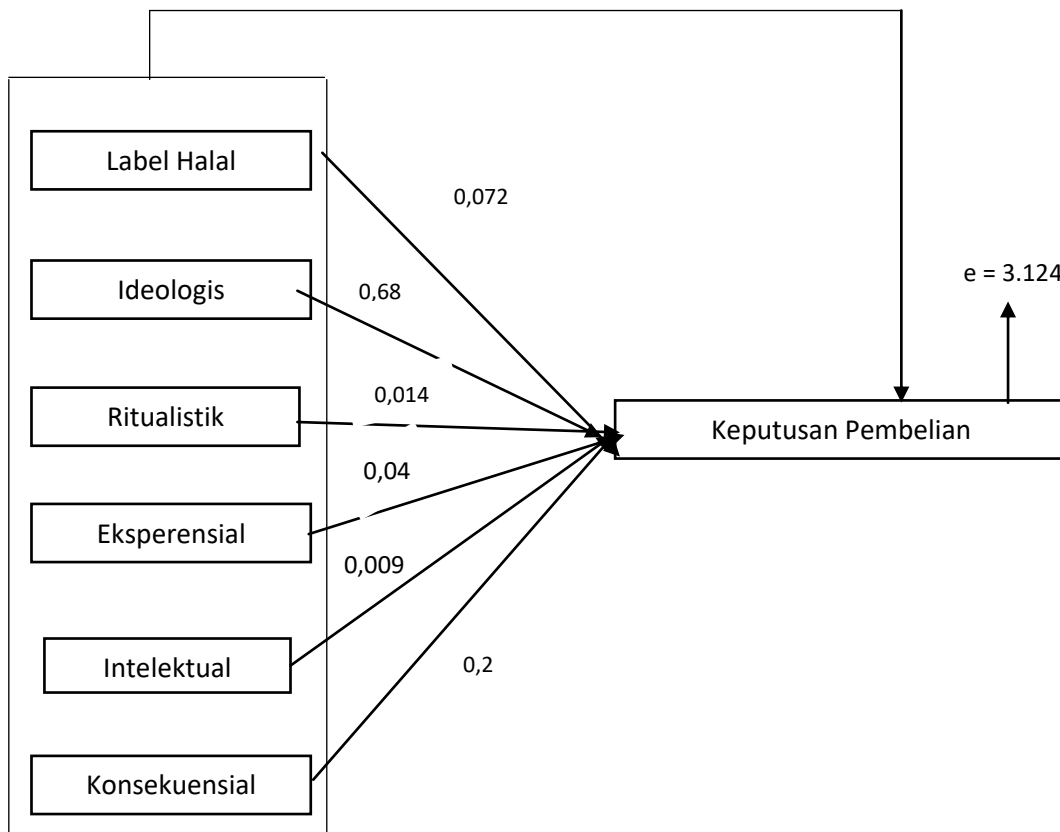 Label Halal
0,072
Ideologis
0,68
e = 3.124
Ritualistik
0,014
Keputusan Pembelian
0,04
Eksperensial
0,009
Intelektual
0,2
Konsekuensial